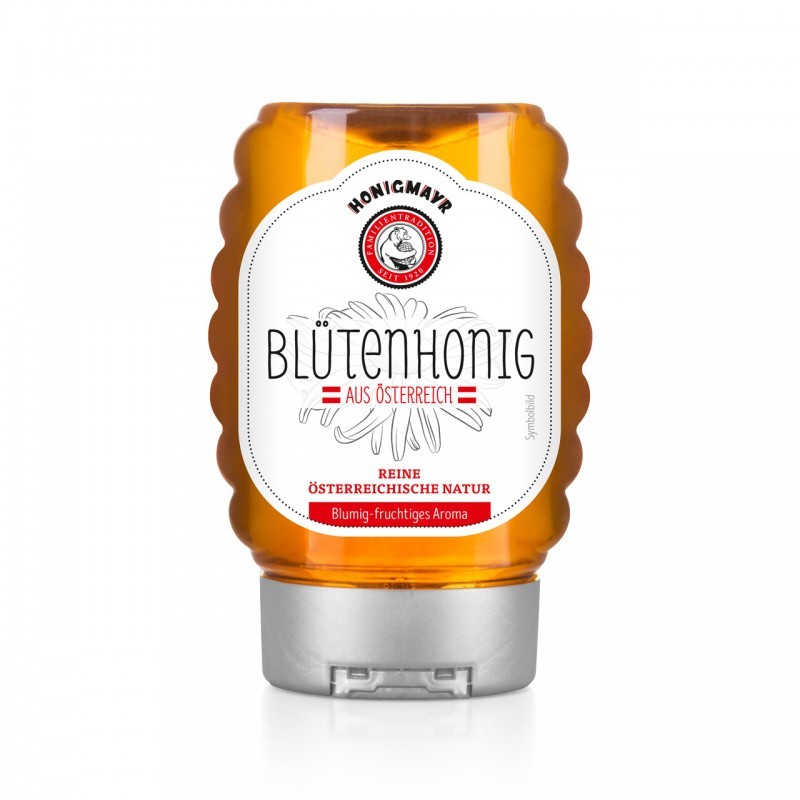 HONIGMAYR
FAMILIENTRADITION
SEIT 1920
BLÜTENHONIG
AUS ÖSTERREICH
Symbolbild
REINE
ÖSTERREICHISCHE NATUR
Blumig-fruchtiges Aroma